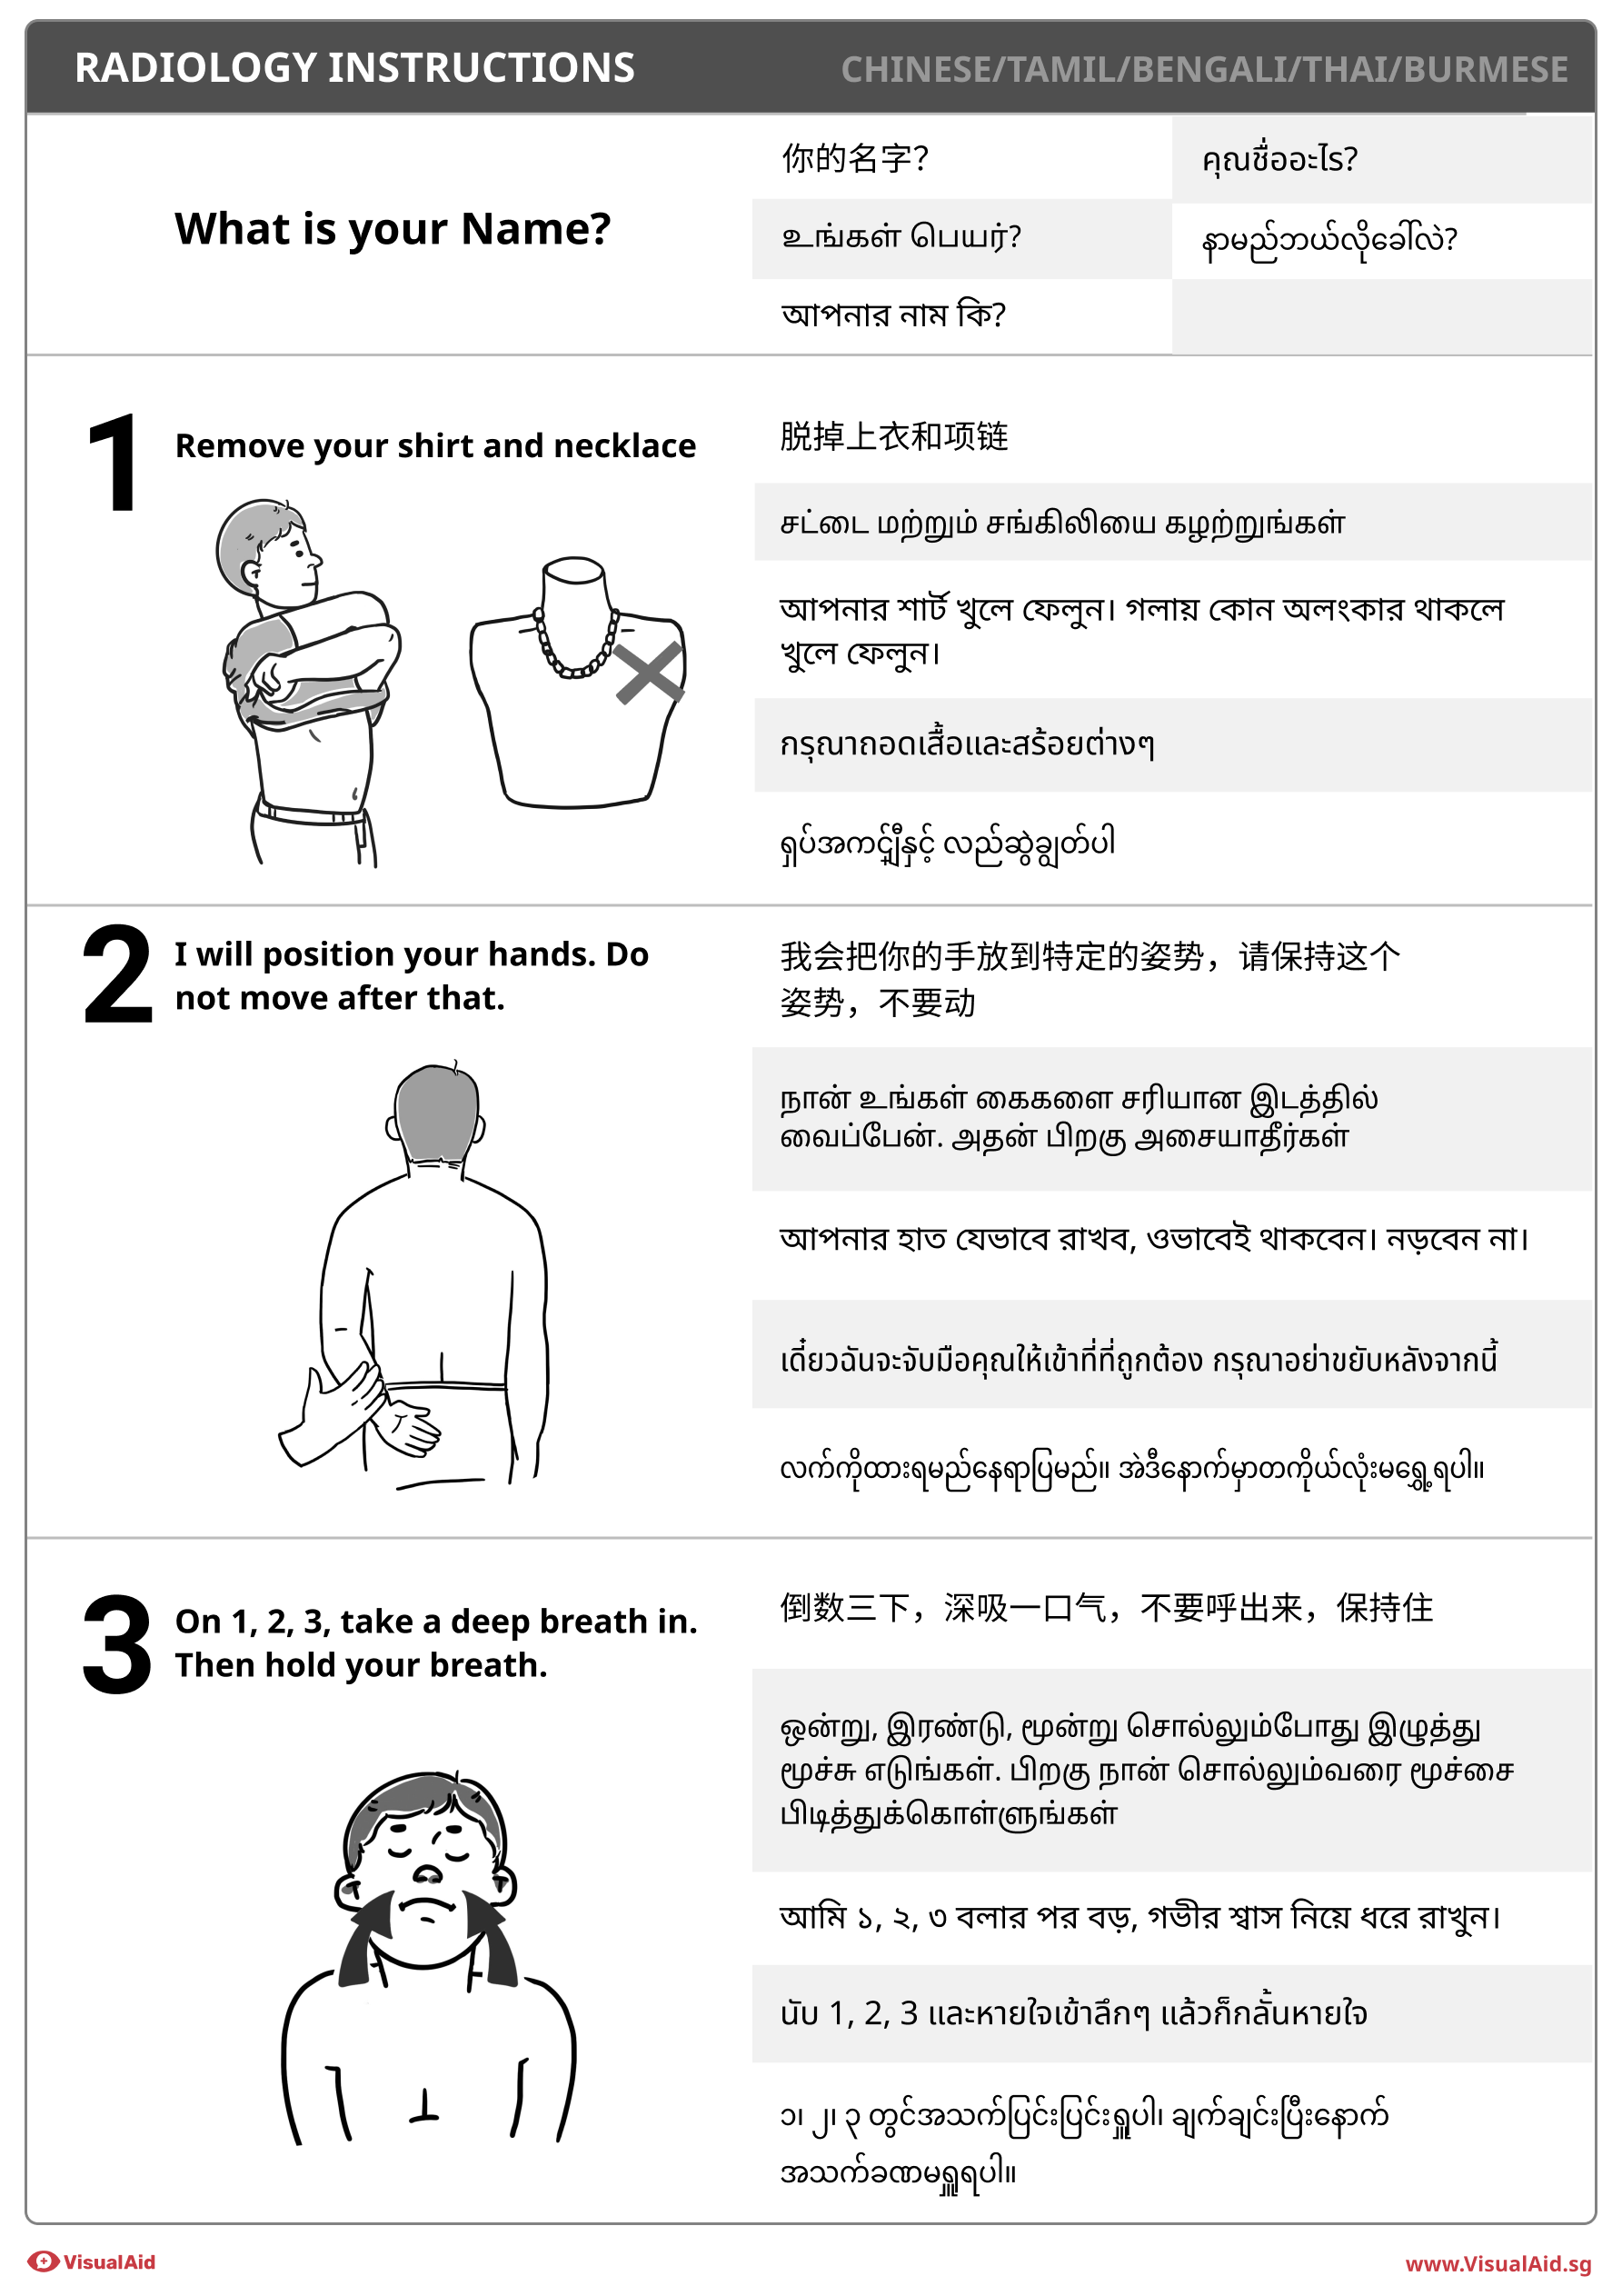 RADIOLOGY INSTRUCTIONS
CHINESE/TAMIL/BENGALI/THAI/BURMESE
What is your Name?
你的名字？
คุณชื่ออะไร?
உங்கள் பெயர்?
နာမည်ဘယ်လိုခေါ်လဲ?
আপনার নাম কি?
1
Remove your shirt and necklace
脱掉上衣和项链
சட்டை மற்றும் சங்கிலியை கழற்றுங்கள்
আপনার শার্ট খুলে ফেলুন। গলায় কোন অলংকার থাকলে
খুলে ফেলুন।
กรุณาถอดเสื้อและสร้อยต่างๆ
ရှပ်အကင်္ျီနှင့် လည်ဆွဲချွတ်ပါ
2
I will position your hands. Do
not move after that.
我会把你的手放到特定的姿势，请保持这个
姿势，不要动
நான் உங்கள் கைகளை சரியான இடத்தில்
வைப்பேன். அதன் பிறகு அசையாதீர்கள்
আপনার হাত যেভাবে রাখব, ওভাবেই থাকবেন। নড়বেন না।
เดี๋ยวฉันจะจับมือคุณให้เข้าที่ที่ถูกต้อง กรุณาอย่าขยับหลังจากนี้
လက်ကိုထားရမည်နေရာပြမည်။ အဲဒီနောက်မှာတကိုယ်လုံးမရွှေ့ရပါ။
3
On 1, 2, 3, take a deep breath in.
Then hold your breath.
倒数三下，深吸一口气，不要呼出来，保持住
ஒன்று, இரண்டு, மூன்று சொல்லும்போது இழுத்து
மூச்சு எடுங்கள். பிறகு நான் சொல்லும்வரை மூச்சை
பிடித்துக்கொள்ளுங்கள்
আমি ১, ২, ৩ বলার পর বড়, গভীর শ্বাস নিয়ে ধরে রাখুন।
นับ 1, 2, 3 และหายใจเข้าลึกๆ แล้วก็กลั้นหายใจ
၁၊ ၂၊ ၃ တွင်အသက်ပြင်းပြင်းရှူပါ၊ ချက်ချင်းပြီးနောက်
အသက်ခဏမရှူရပါ။
VisualAid
www.VisualAid.sg